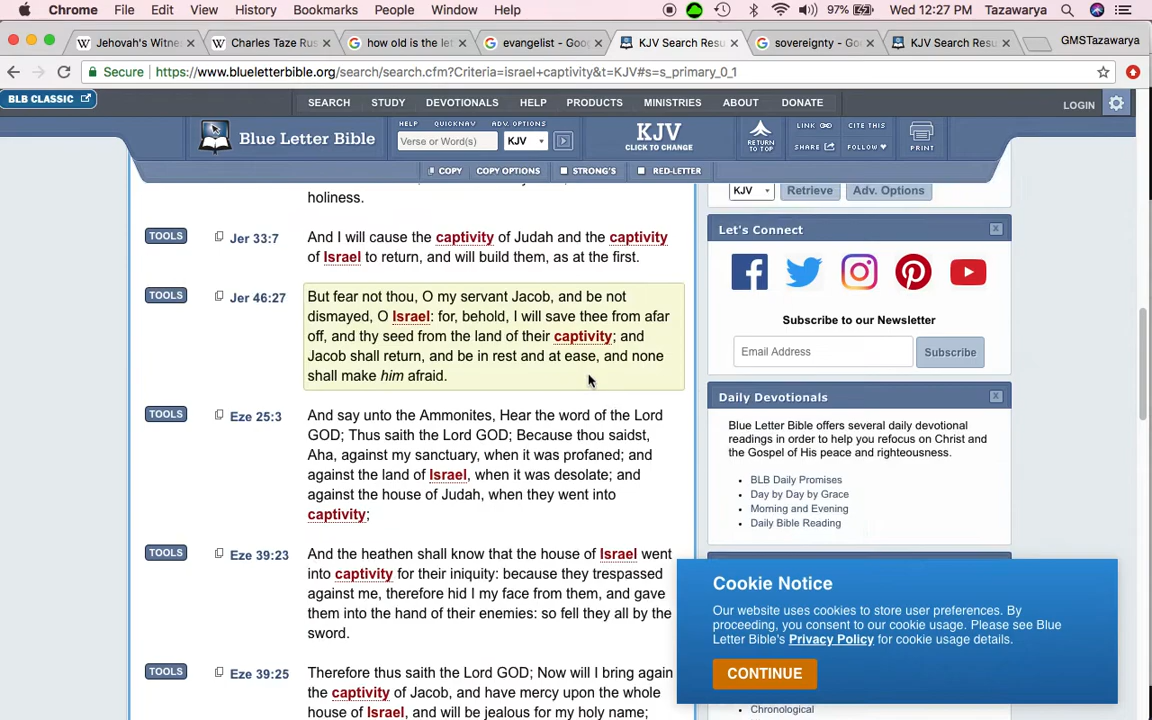 Chrome File Edit View History Bookmarks People Window Help 97% Wed 12:27 PM Tazawarya
Jehovah's Witne
Charles Taze Rus
how old is the let
evangelist - Goo
KJV Search Resu
sovereignty - Goo
KJV Search Resu
GMSTazawarya
Secure https://www.blueletterbible.org/search/search.cfm?Criteria=israel+captivity&t=KJV#s=s_primary_0_1
BLB CLASSIC
SEARCH STUDY DEVOTIONALS HELP PRODUCTS MINISTRIES ABOUT DONATE LOGIN
Blue Letter Bible
HELP QUICKNAV ADV. OPTIONS
Verse or Word(s) KJV
KJV
CLICK TO CHANGE
RETURN
TO TOP
LINK CITE THIS
SHARE FOLLOW
PRINT
COPY COPY OPTIONS STRONG'S RED-LETTER
holiness.
TOOLS Jer 33:7 And I will cause the captivity of Judah and the captivity
of Israel to return, and will build them, as at the first.
TOOLS Jer 46:27 But fear not thou, O my servant Jacob, and be not
dismayed, O Israel: for, behold, I will save thee from afar
off, and thy seed from the land of their captivity; and
Jacob shall return, and be in rest and at ease, and none
shall make him afraid.
TOOLS Eze 25:3 And say unto the Ammonites, Hear the word of the Lord
GOD; Thus saith the Lord GOD; Because thou saidst,
Aha, against my sanctuary, when it was profaned; and
against the land of Israel, when it was desolate; and
against the house of Judah, when they went into
captivity;
TOOLS Eze 39:23 And the heathen shall know that the house of Israel went
into captivity for their iniquity: because they trespassed
against me, therefore hid I my face from them, and gave
them into the hand of their enemies: so fell they all by the
sword.
TOOLS Eze 39:25 Therefore thus saith the Lord GOD; Now will I bring again
the captivity of Jacob, and have mercy upon the whole
house of Israel, and will be jealous for my holy name;
KJV Retrieve Adv. Options
Let's Connect
Subscribe to our Newsletter
Email Address Subscribe
Daily Devotionals
Blue Letter Bible offers several daily devotional
readings in order to help you refocus on Christ and
the Gospel of His peace and righteousness.
BLB Daily Promises
Day by Day by Grace
Morning and Evening
Daily Bible Reading
Cookie Notice
Our website uses cookies to store user preferences. By
proceeding, you consent to our cookie usage. Please see Blue
Letter Bible's Privacy Policy for cookie usage details.
CONTINUE
Chronological